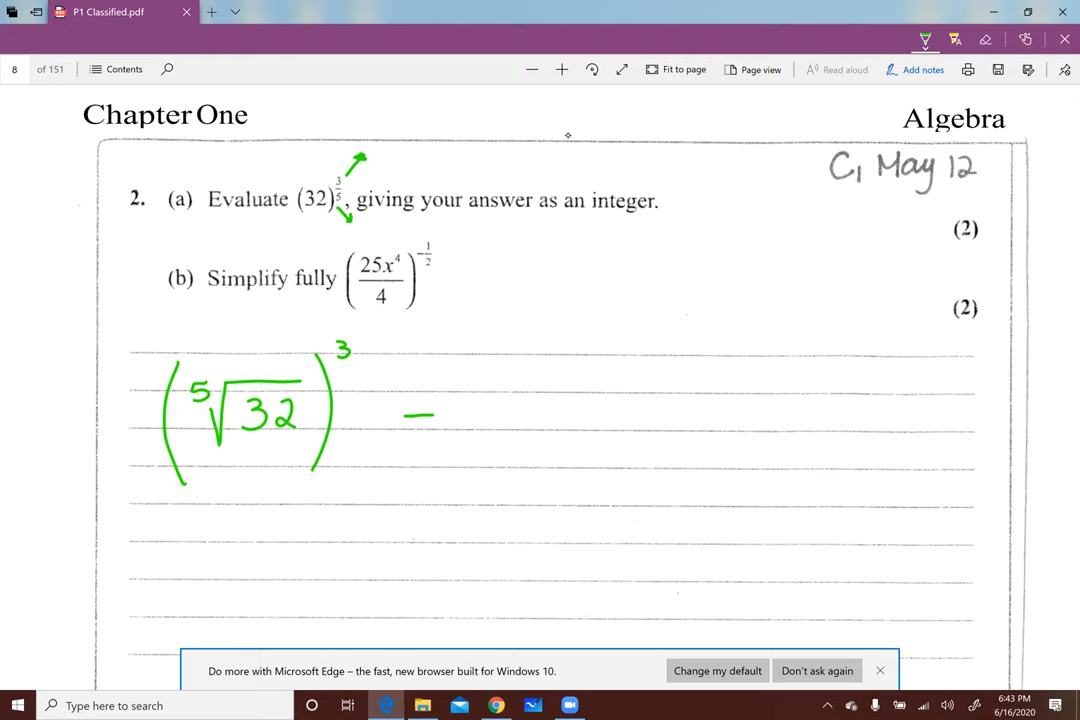 P1 Classified.pdf
8 of 151 Contents Fit to page Page view Read aloud Add notes
Chapter One Algebra
C1 May 12
2. (a) Evaluate (32)^{3/5}, giving your answer as an integer.
(2)
(b) Simplify fully (25x^4/4)^{-1/2}
(2)
(⁵√32)³ –
Do more with Microsoft Edge – the fast, new browser built for Windows 10. Change my default Don't ask again
Type here to search
6:43 PM
6/16/2020